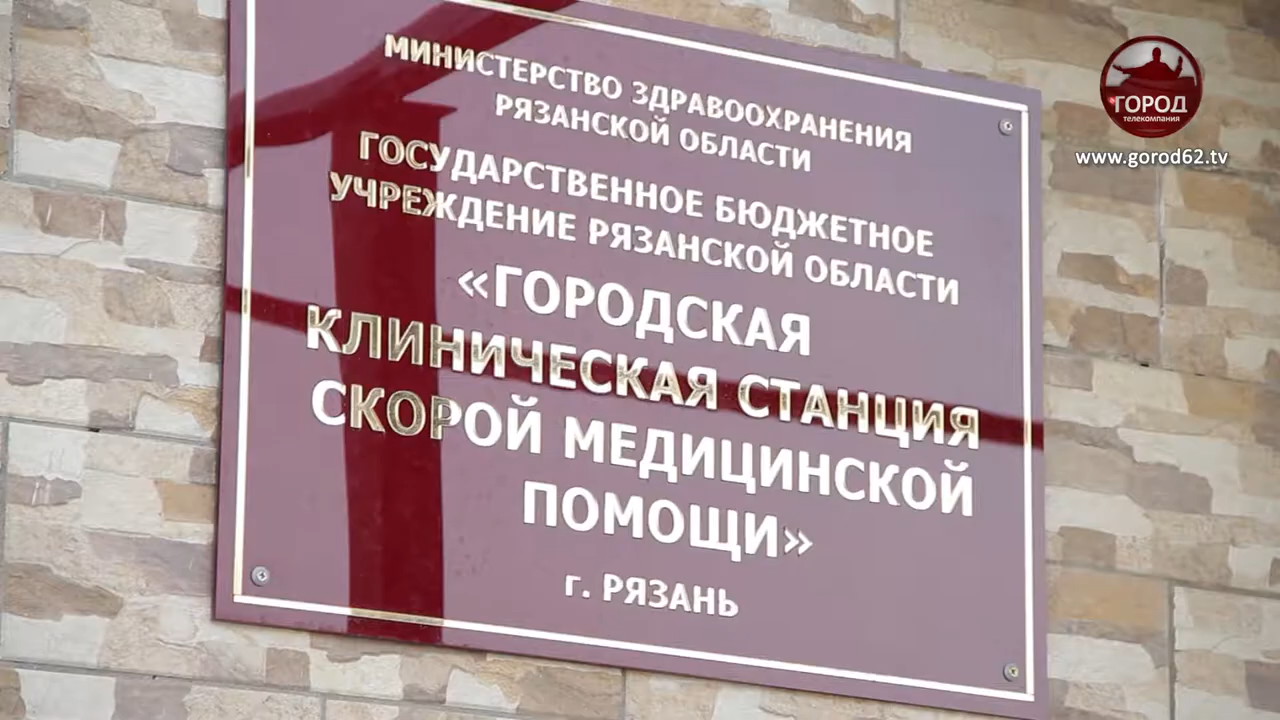 МИНИСТЕРСТВО ЗДРАВООХРАНЕНИЯ
РЯЗАНСКОЙ ОБЛАСТИ
ГОСУДАРСТВЕННОЕ БЮДЖЕТНОЕ
УЧРЕЖДЕНИЕ РЯЗАНСКОЙ ОБЛАСТИ
«ГОРОДСКАЯ
КЛИНИЧЕСКАЯ СТАНЦИЯ
СКОРОЙ МЕДИЦИНСКОЙ
ПОМОЩИ»
г. РЯЗАНЬ
ГОРОД
телекомпания
www.gorod62.tv